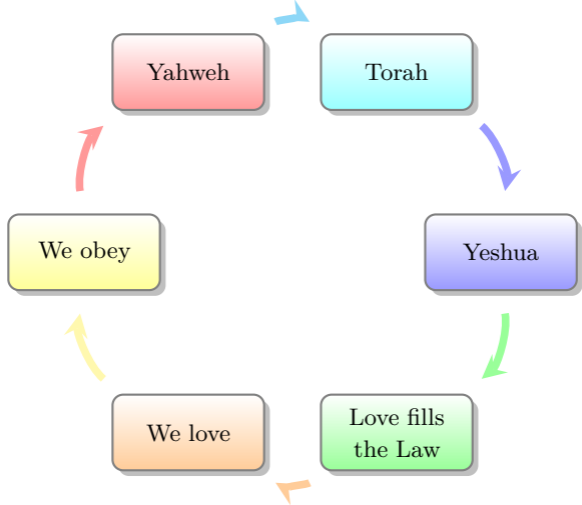 Yahweh
Torah
Yeshua
Love fills
the Law
We love
We obey